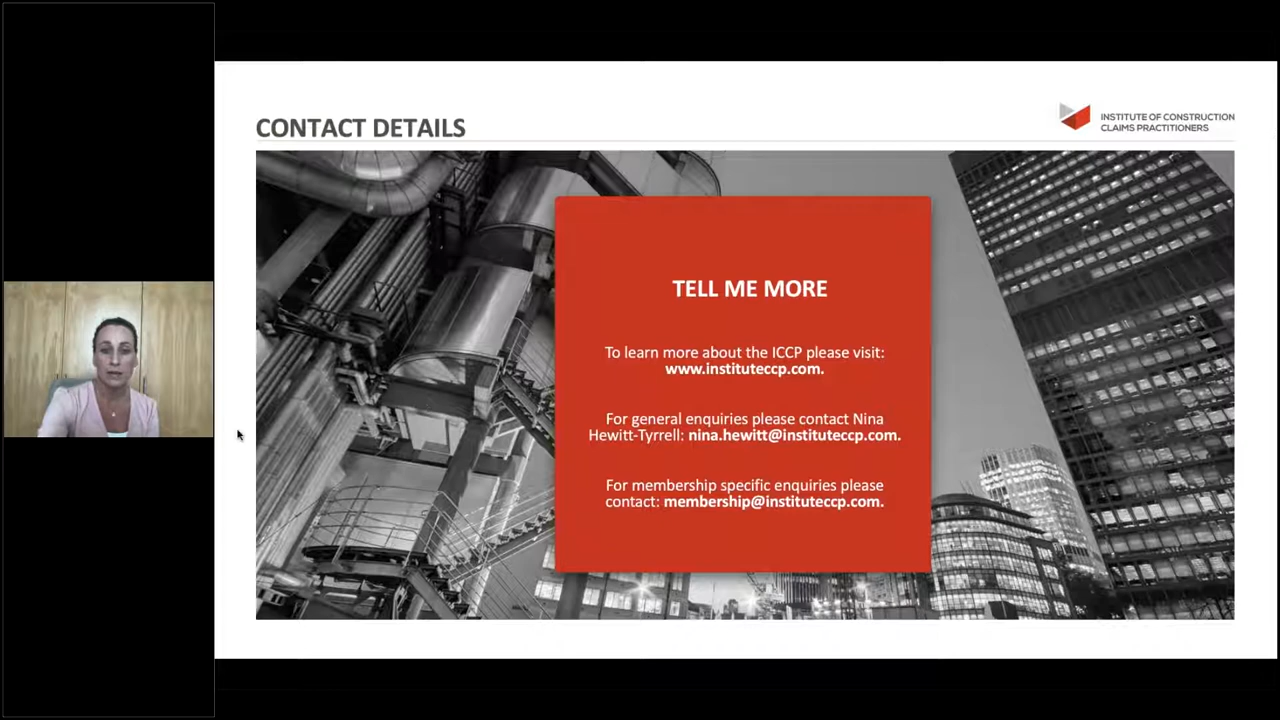 CONTACT DETAILS
INSTITUTE OF CONSTRUCTION
CLAIMS PRACTITIONERS
TELL ME MORE
To learn more about the ICCP please visit:
www.instituteccp.com.
For general enquiries please contact Nina
Hewitt-Tyrrell: nina.hewitt@instituteccp.com.
For membership specific enquiries please
contact: membership@instituteccp.com.